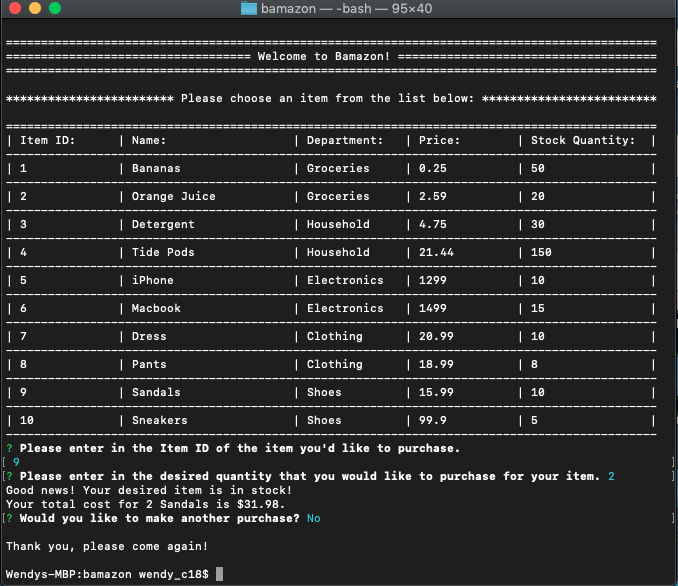 bamazon — -bash — 95×40
================================= Welcome to Bamazon! =================================
************************ Please choose an item from the list below: *************************
| Item ID: | Name: | Department: | Price: | Stock Quantity: |
| 1 | Bananas | Groceries | 0.25 | 50
| 2 | Orange Juice | Groceries | 2.59 | 20
| 3 | Detergent | Household | 4.75 | 30
| 4 | Tide Pods | Household | 21.44 | 150
| 5 | iPhone | Electronics | 1299 | 10
| 6 | Macbook | Electronics | 1499 | 15
| 7 | Dress | Clothing | 20.99 | 10
| 8 | Pants | Clothing | 18.99 | 8
| 9 | Sandals | Shoes | 15.99 | 10
| 10 | Sneakers | Shoes | 99.9 | 5
? Please enter in the Item ID of the item you'd like to purchase.
[ 9 ]
[? Please enter in the desired quantity that you would like to purchase for your item. 2 ]
Good news! Your desired item is in stock!
Your total cost for 2 Sandals is $31.98.
[? Would you like to make another purchase? No ]
Thank you, please come again!
Wendys-MBP:bamazon wendy_c18$